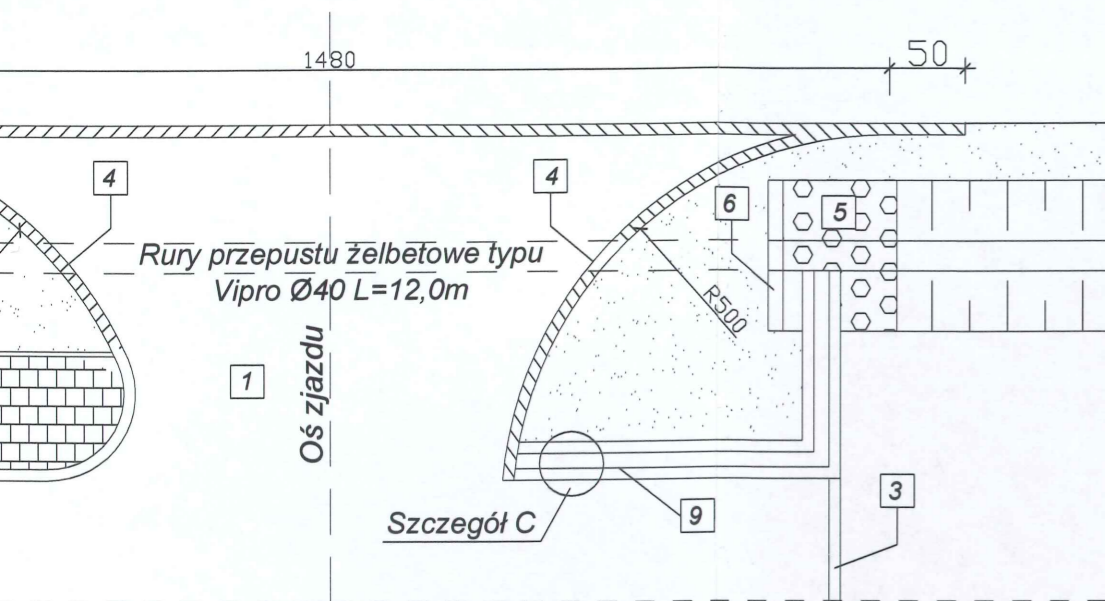 1480
50
4
4
6
5
Rury przepustu żelbetowe typu
Vipro Ø40 L=12,0m
R500
1
Oś zjazdu
3
9
Szczegół C